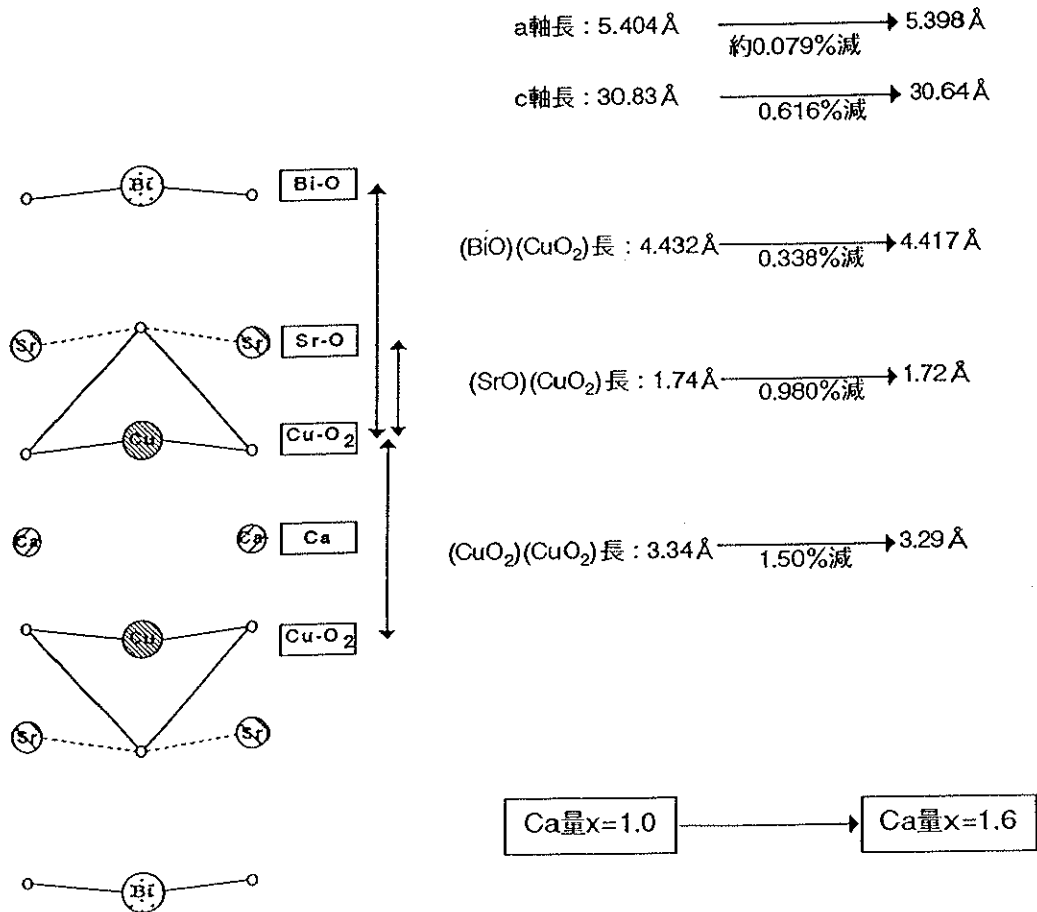 a軸長 : 5.404Å 約0.079%減 5.398Å
c軸長 : 30.83Å 0.616%減 30.64Å
Bi Bi-O
(BiO)(CuO₂)長 : 4.432Å 0.338%減 4.417Å
Sr Sr Sr-O
(SrO)(CuO₂)長 : 1.74Å 0.980%減 1.72Å
Cu Cu-O₂
Ca Ca Ca
(CuO₂)(CuO₂)長 : 3.34Å 1.50%減 3.29Å
Cu Cu-O₂
Sr Sr
Ca量x=1.0 Ca量x=1.6
Bi